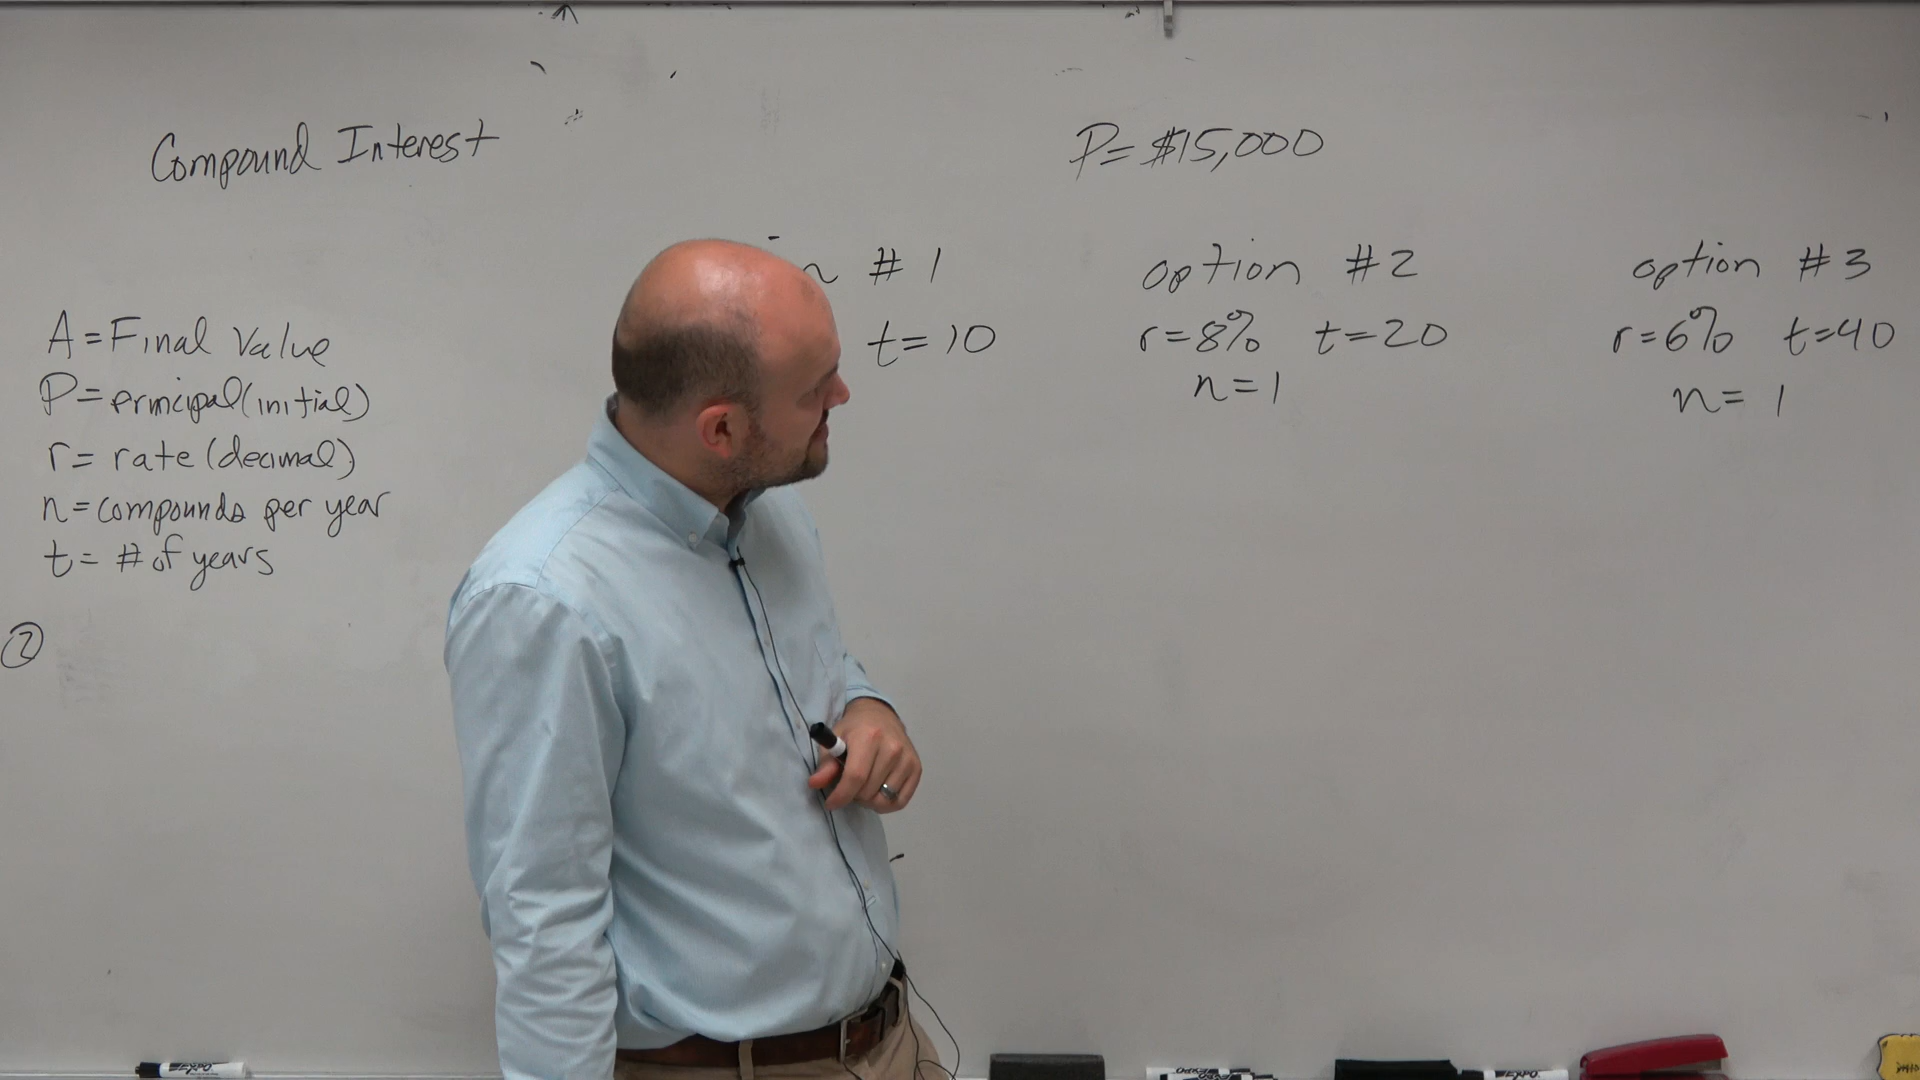 Compound Interest
P=$15,000
# 1
option #2
option #3
t=10
r=8% t=20
n=1
r=6% t=40
n=1
A=Final Value
P=principal(initial)
r=rate(decimal)
n=compounds per year
t=# of years
2
EXPO